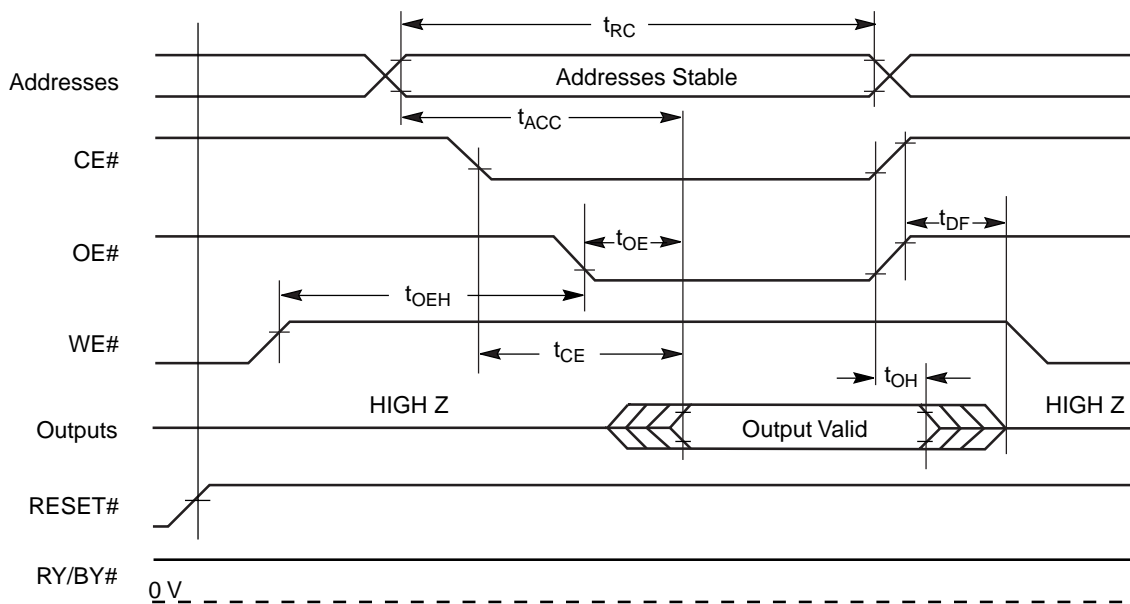 tRC
Addresses
Addresses Stable
tACC
CE#
tOE
tDF
OE#
tOEH
WE#
tCE
tOH
HIGH Z
HIGH Z
Outputs
Output Valid
RESET#
RY/BY#
0 V